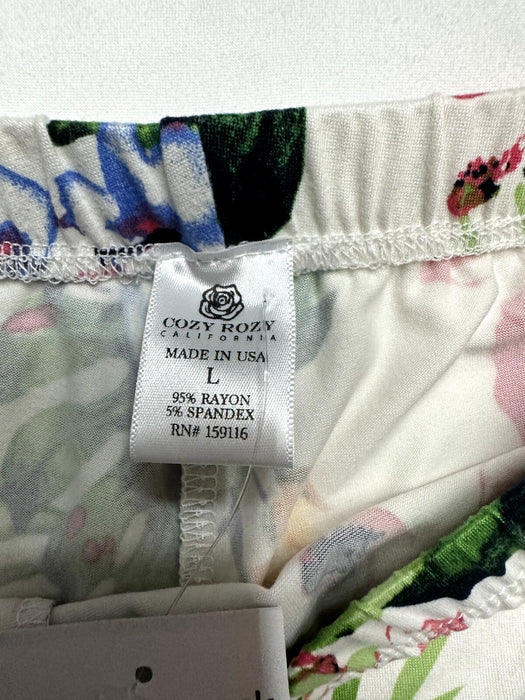 COZY ROZY
CALIFORNIA
MADE IN USA
L
95% RAYON
5% SPANDEX
RN# 159116